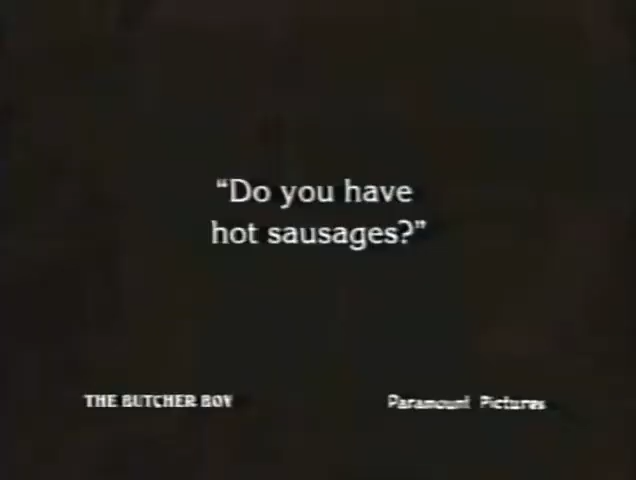 “Do you have
hot sausages?”
THE BUTCHER BOY Paramount Pictures